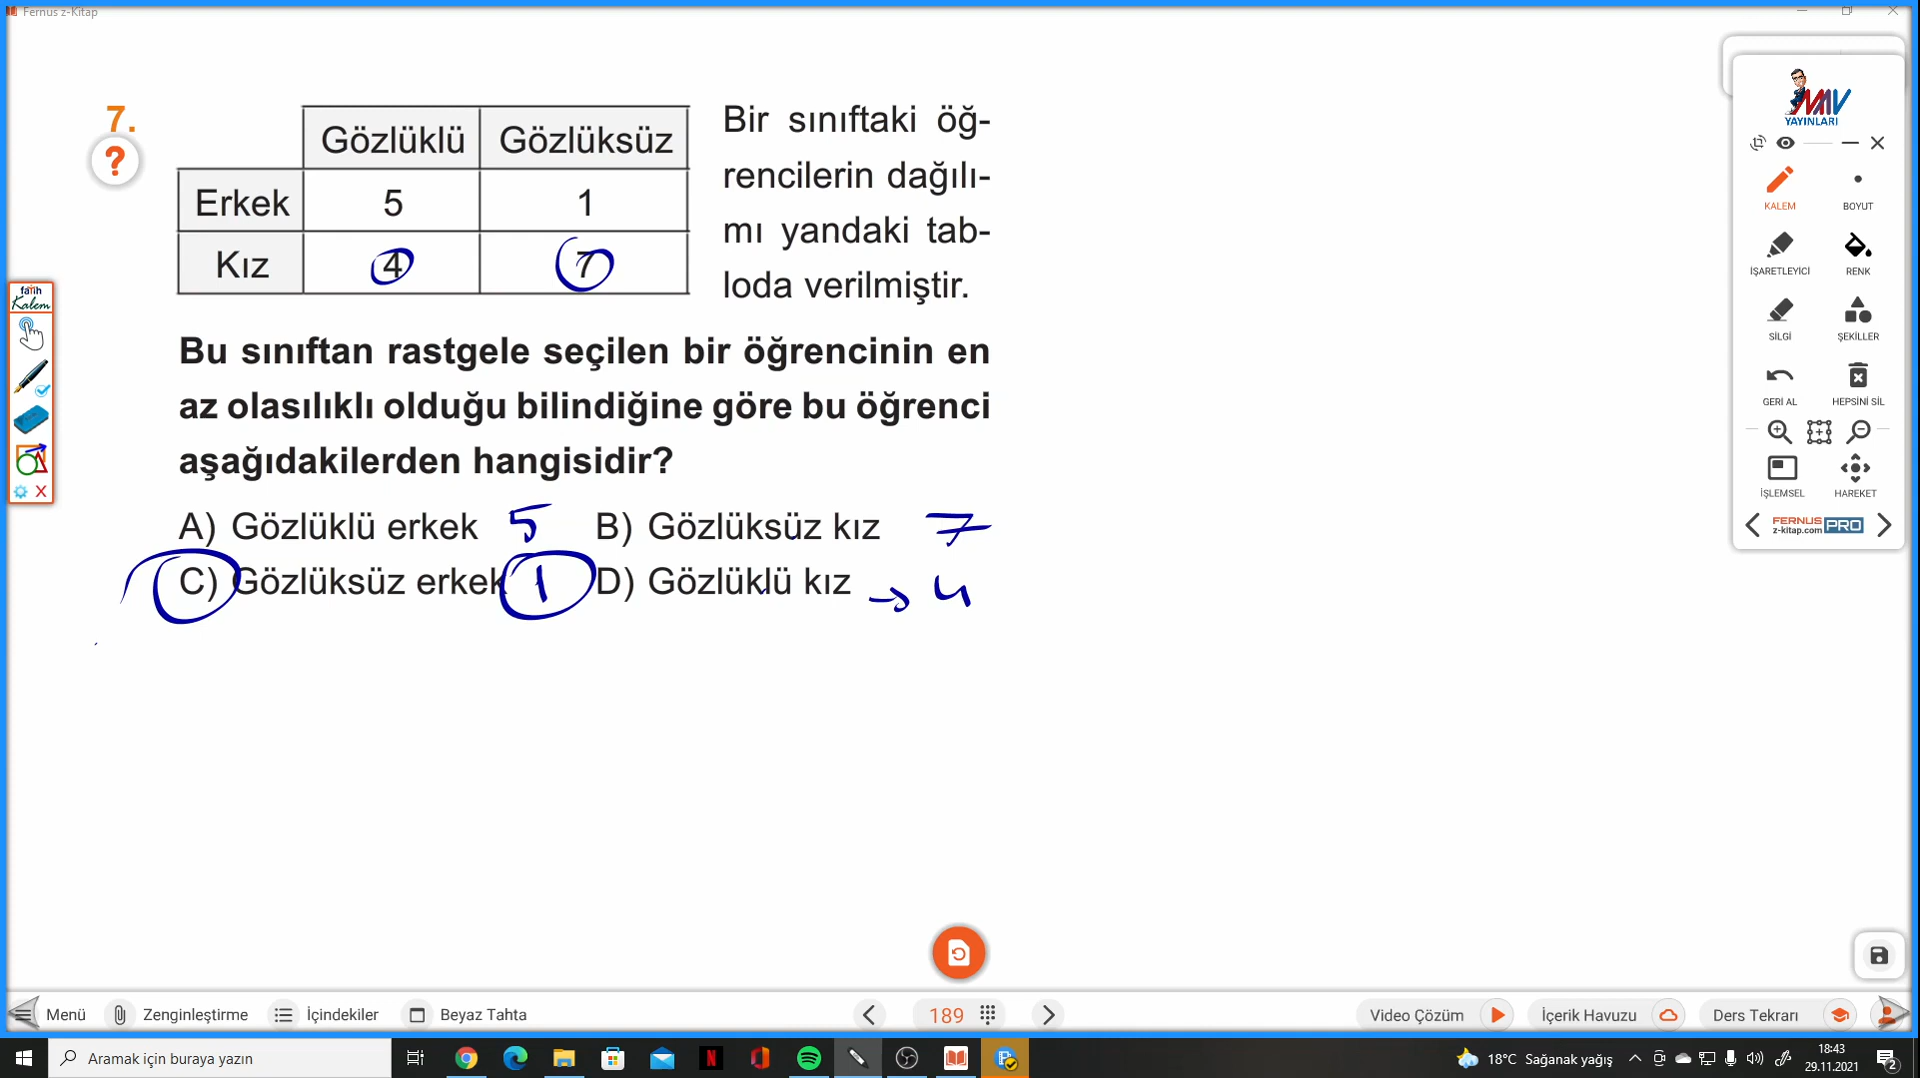 Fernus z-Kitap
7.
?
Gözlüklü Gözlüksüz
Erkek 5 1
Kız 4 7
Bir sınıftaki öğ-
rencilerin dağılı-
mı yandaki tab-
loda verilmiştir.
Bu sınıftan rastgele seçilen bir öğrencinin en
az olasılıklı olduğu bilindiğine göre bu öğrenci
aşağıdakilerden hangisidir?
A) Gözlüklü erkek 5 B) Gözlüksüz kız 7
C) Gözlüksüz erkek 1 D) Gözlüklü kız → 4
fatih
Kalem
X
MAV
YAYINLARI
KALEM BOYUT
İŞARETLEYİCİ RENK
SİLGİ ŞEKİLLER
GERİ AL HEPSİNİ SİL
İŞLEMSEL HAREKET
FERNUS
z-kitap.com PRO
Menü Zenginleştirme İçindekiler Beyaz Tahta 189 Video Çözüm İçerik Havuzu Ders Tekrarı
Aramak için buraya yazın
18°C Sağanak yağış
18:43
29.11.2021
2